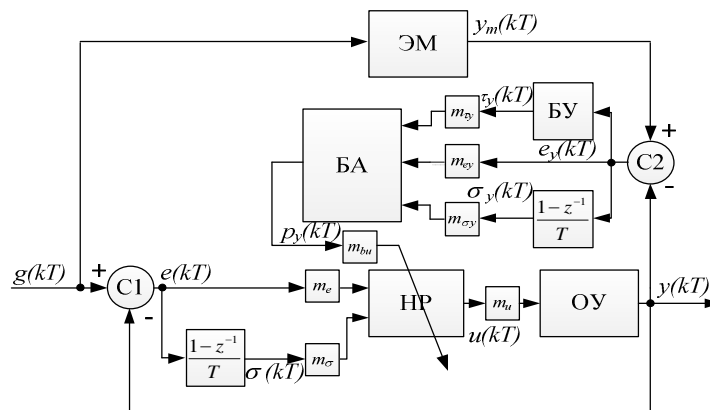 ЭМ
y_m(kT)
τ_y(kT)
m_τy
БУ
+
БА
m_ey
e_y(kT)
C2
-
σ_y(kT)
m_σy
1-z^{-1}
T
p_y(kT)
m_bu
g(kT)
+
C1
e(kT)
-
m_e
НР
m_u
ОУ
y(kT)
u(kT)
1-z^{-1}
T
σ(kT)
m_σ